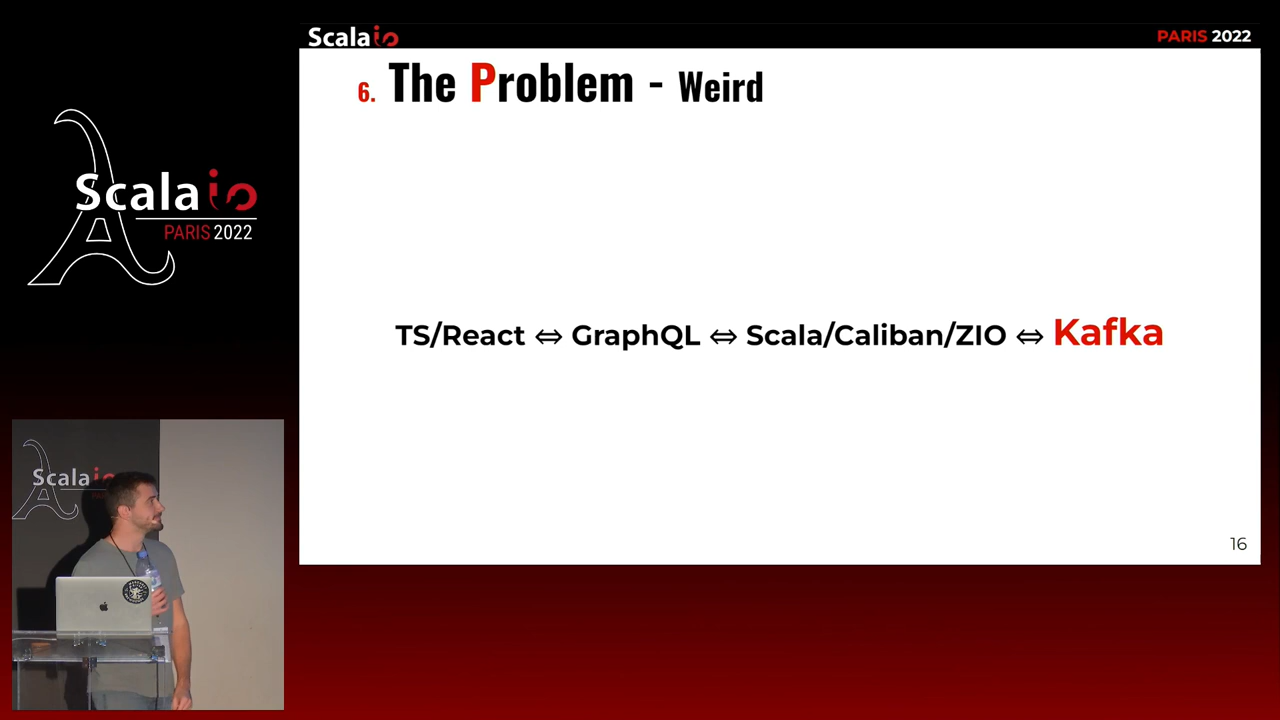 Scalaio
PARIS 2022
6. The Problem - Weird
Scalaio
PARIS 2022
TS/React ⇔ GraphQL ⇔ Scala/Caliban/ZIO ⇔ Kafka
Scalaio
16